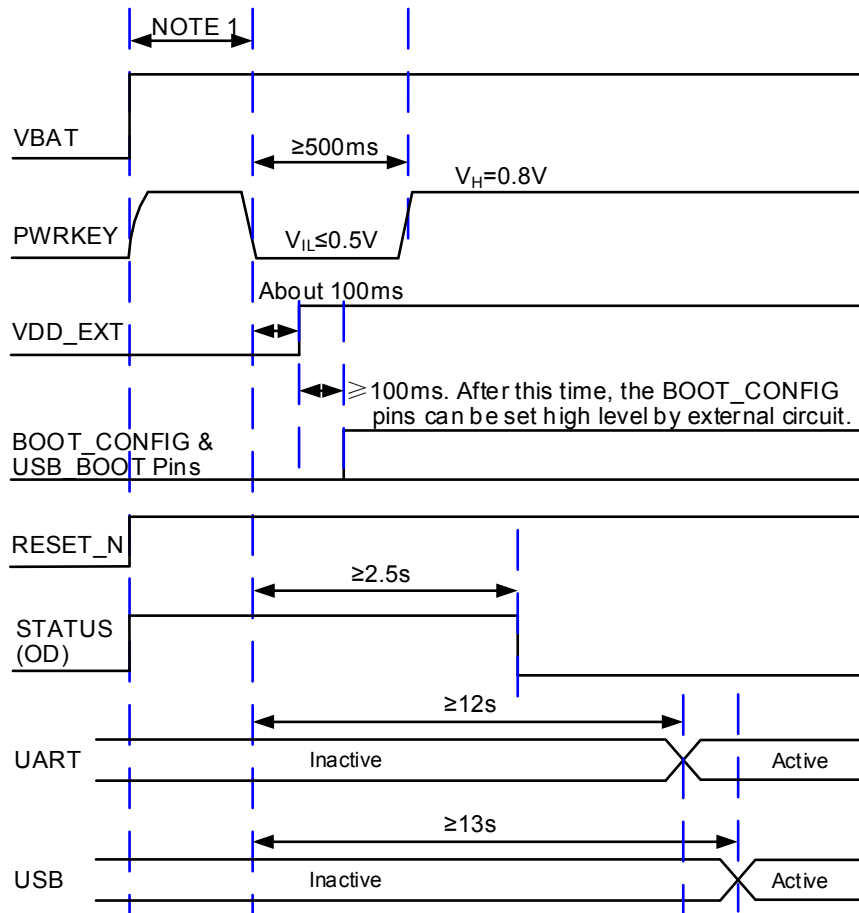 NOTE 1
VBAT
≥500ms
VH=0.8V
PWRKEY
VIL≤0.5V
About 100ms
VDD_EXT
≥100ms. After this time, the BOOT_CONFIG
pins can be set high level by external circuit.
BOOT_CONFIG &
USB_BOOT Pins
RESET_N
≥2.5s
STATUS
(OD)
≥12s
UART
Inactive
Active
≥13s
USB
Inactive
Active